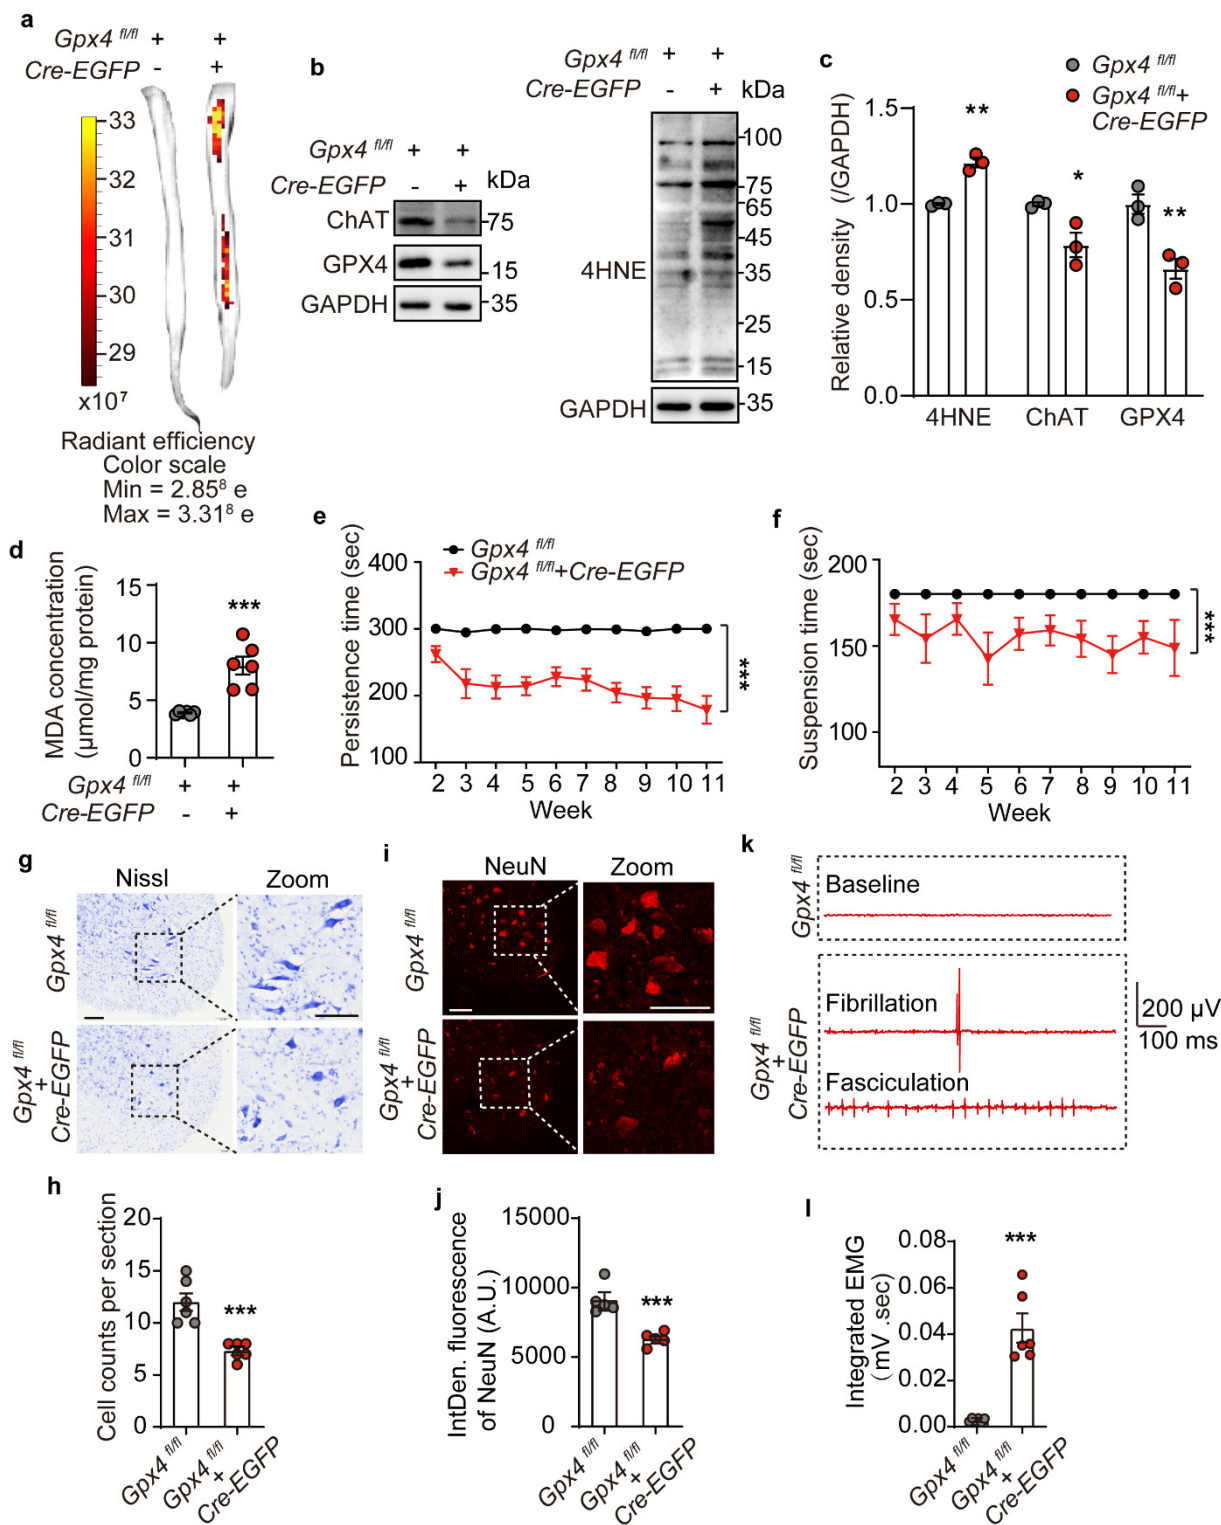 a
Gpx4 fl/fl + +
Cre-EGFP - +
33
32
31
30
29
x10⁷
Radiant efficiency
Color scale
Min = 2.85⁸ e
Max = 3.31⁸ e
b
Gpx4 fl/fl + +
Cre-EGFP - + kDa
ChAT 75
GPX4 15
GAPDH 35
Gpx4 fl/fl + +
Cre-EGFP - + kDa
100
75
65
45
4HNE
35
25
15
GAPDH 35
c
Gpx4 fl/fl
Gpx4 fl/fl+
Cre-EGFP
Relative density (/GAPDH)
1.5
1.0
0.5
0.0
**
*
**
4HNE ChAT GPX4
d
MDA concentration
(μmol/mg protein)
15
10
5
0
***
Gpx4 fl/fl + +
Cre-EGFP - +
e
Persistence time (sec)
Gpx4 fl/fl
Gpx4 fl/fl+Cre-EGFP
400
300
200
100
***
2 3 4 5 6 7 8 9 10 11
Week
f
Suspension time (sec)
200
150
100
***
2 3 4 5 6 7 8 9 10 11
Week
g
Nissl Zoom
Gpx4 fl/fl
Gpx4 fl/fl
+
Cre-EGFP
i
NeuN Zoom
Gpx4 fl/fl
Gpx4 fl/fl
+
Cre-EGFP
k
Gpx4 fl/fl
Baseline
Gpx4 fl/fl
+
Cre-EGFP
Fibrillation
Fasciculation
200 μV
100 ms
h
Cell counts per section
20
15
10
5
0
***
Gpx4 fl/fl
Gpx4 fl/fl
+
Cre-EGFP
j
IntDen. fluorescence
of NeuN (A.U.)
15000
10000
5000
0
***
Gpx4 fl/fl
Gpx4 fl/fl
+
Cre-EGFP
l
Integrated EMG
(mV .sec)
0.08
0.06
0.04
0.02
0.00
***
Gpx4 fl/fl
Gpx4 fl/fl
+
Cre-EGFP